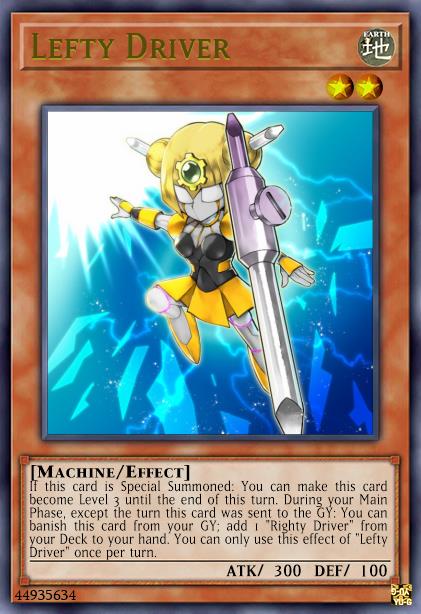 Lefty Driver
EARTH
地
[Machine/Effect]
If this card is Special Summoned: You can make this card
become Level 3 until the end of this turn. During your Main
Phase, except the turn this card was sent to the GY: You can
banish this card from your GY; add 1 "Righty Driver" from
your Deck to your hand. You can only use this effect of "Lefty
Driver" once per turn.
ATK/ 300 DEF/ 100
44935634